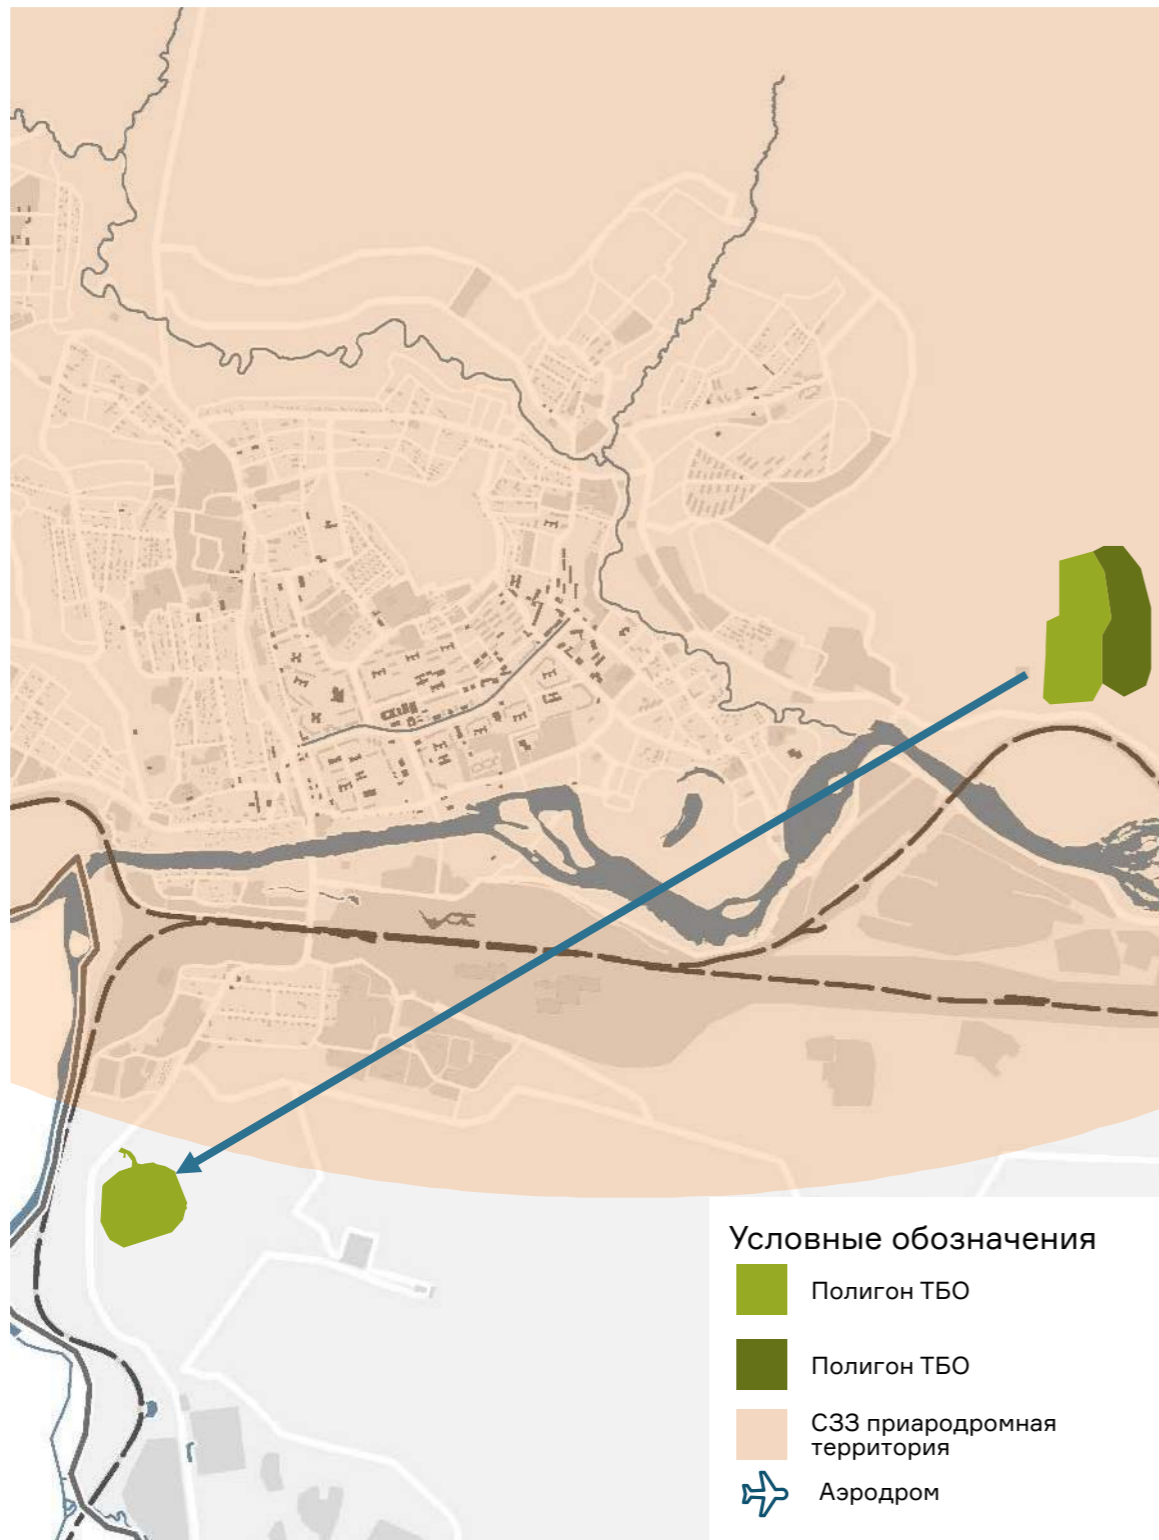 Условные обозначения
Полигон ТБО
Полигон ТБО
СЗЗ приародромная
территория
Аэродром